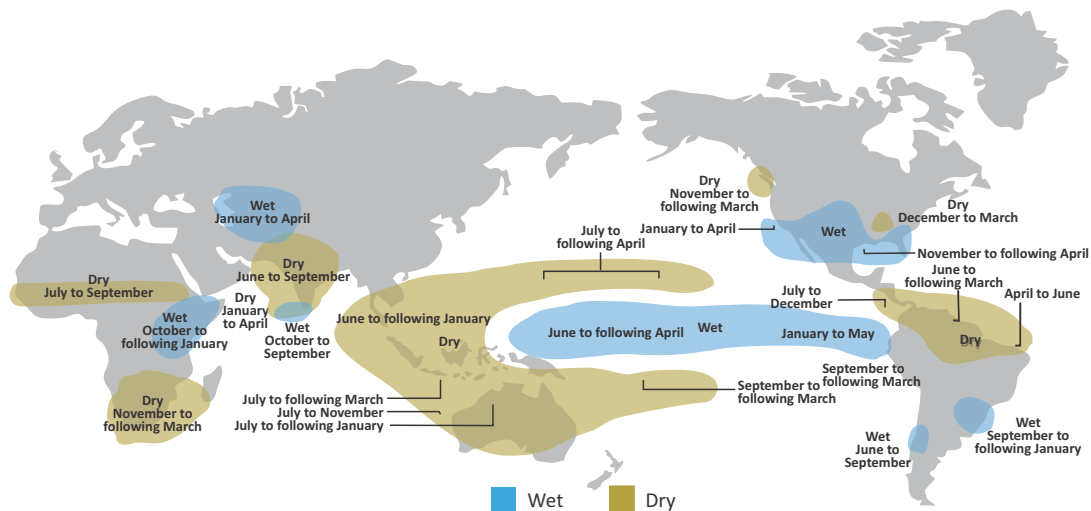 Wet
January to April
Dry
June to September
Dry
July to September
Wet
October to
following January
Dry
January
to April
Wet
October to
September
Dry
November to
following March
July to
following April
June to following January
Dry
July to following March
July to November
July to following January
June to following April
Wet
January to May
September to
following March
Dry
November to
following March
January to April
Wet
Dry
December to March
November to following April
July to
December
June to
following March
April to June
Dry
September to
following March
Wet
June to
September
Wet
September to
following January
Wet
Dry